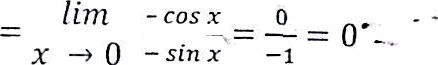 = lim x → 0 - cos x / - sin x = 0 / -1 = 0